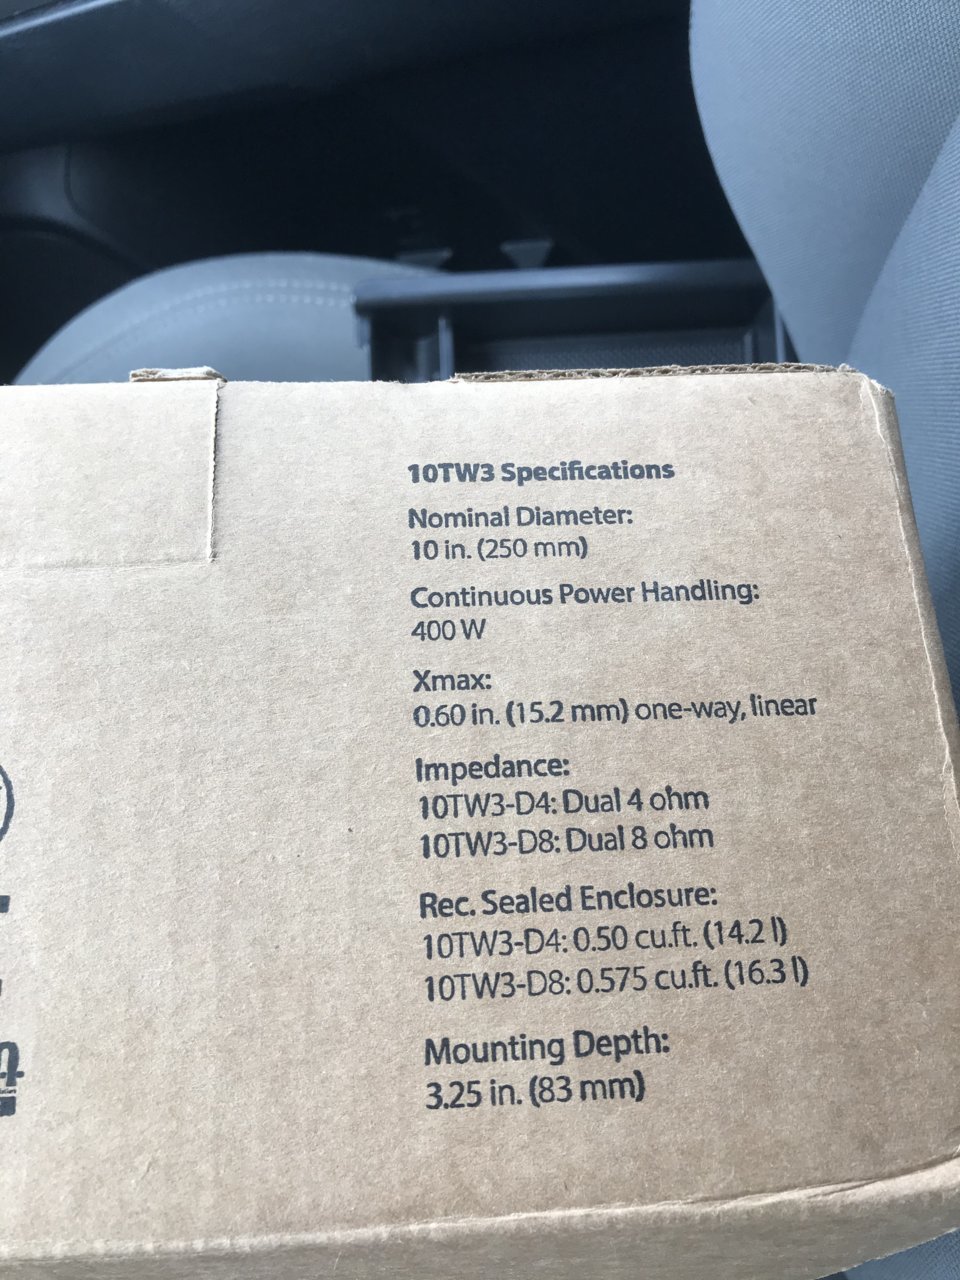 10TW3 Specifications
Nominal Diameter:
10 in. (250 mm)
Continuous Power Handling:
400 W
Xmax:
0.60 in. (15.2 mm) one-way, linear
Impedance:
10TW3-D4: Dual 4 ohm
10TW3-D8: Dual 8 ohm
Rec. Sealed Enclosure:
10TW3-D4: 0.50 cu.ft. (14.2 l)
10TW3-D8: 0.575 cu.ft. (16.3 l)
Mounting Depth:
3.25 in. (83 mm)